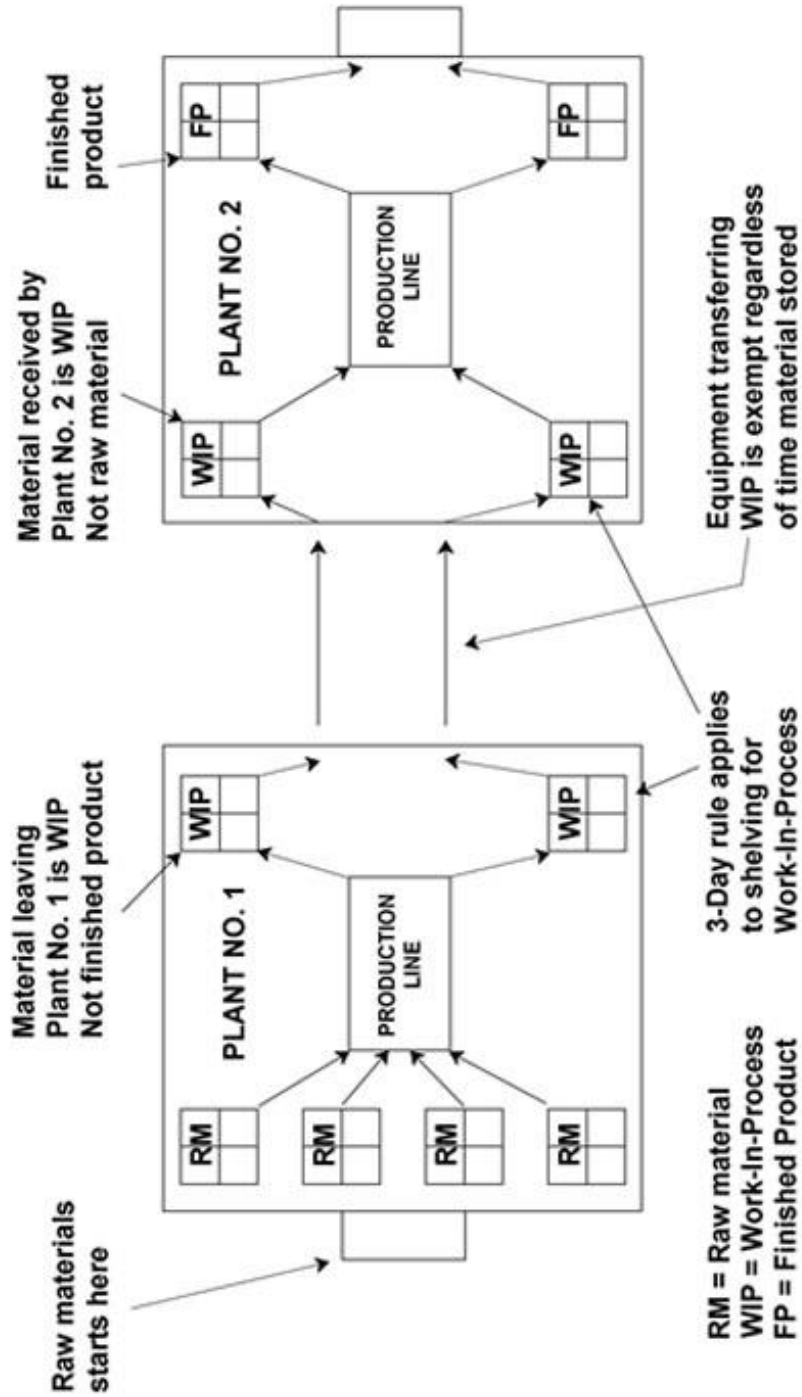 Raw materials
starts here
Material leaving
Plant No. 1 is WIP
Not finished product
Material received by
Plant No. 2 is WIP
Not raw material
Finished
product
PLANT NO. 1
RM
RM
RM
RM
PRODUCTION
LINE
WIP
WIP
PLANT NO. 2
WIP
WIP
PRODUCTION
LINE
FP
FP
RM = Raw material
WIP = Work-In-Process
FP = Finished Product
3-Day rule applies
to shelving for
Work-In-Process
Equipment transferring
WIP is exempt regardless
of time material stored